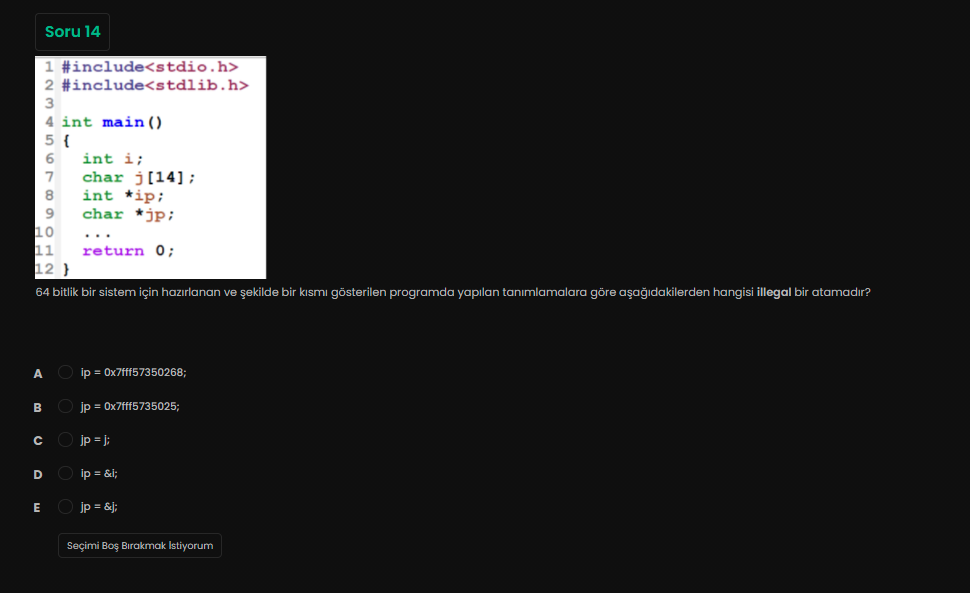 Soru 14
1 #include<stdio.h>
2 #include<stdlib.h>
3
4 int main()
5 {
6 int i;
7 char j[14];
8 int *ip;
9 char *jp;
10 ...
11 return 0;
12 }
64 bitlik bir sistem için hazırlanan ve şekilde bir kısmı gösterilen programda yapılan tanımlamalara göre aşağıdakilerden hangisi illegal bir atamadır?
A ip = 0x7fff57350268;
B jp = 0x7fff5735025;
C jp = j;
D ip = &i;
E jp = &j;
Seçimi Boş Bırakmak İstiyorum